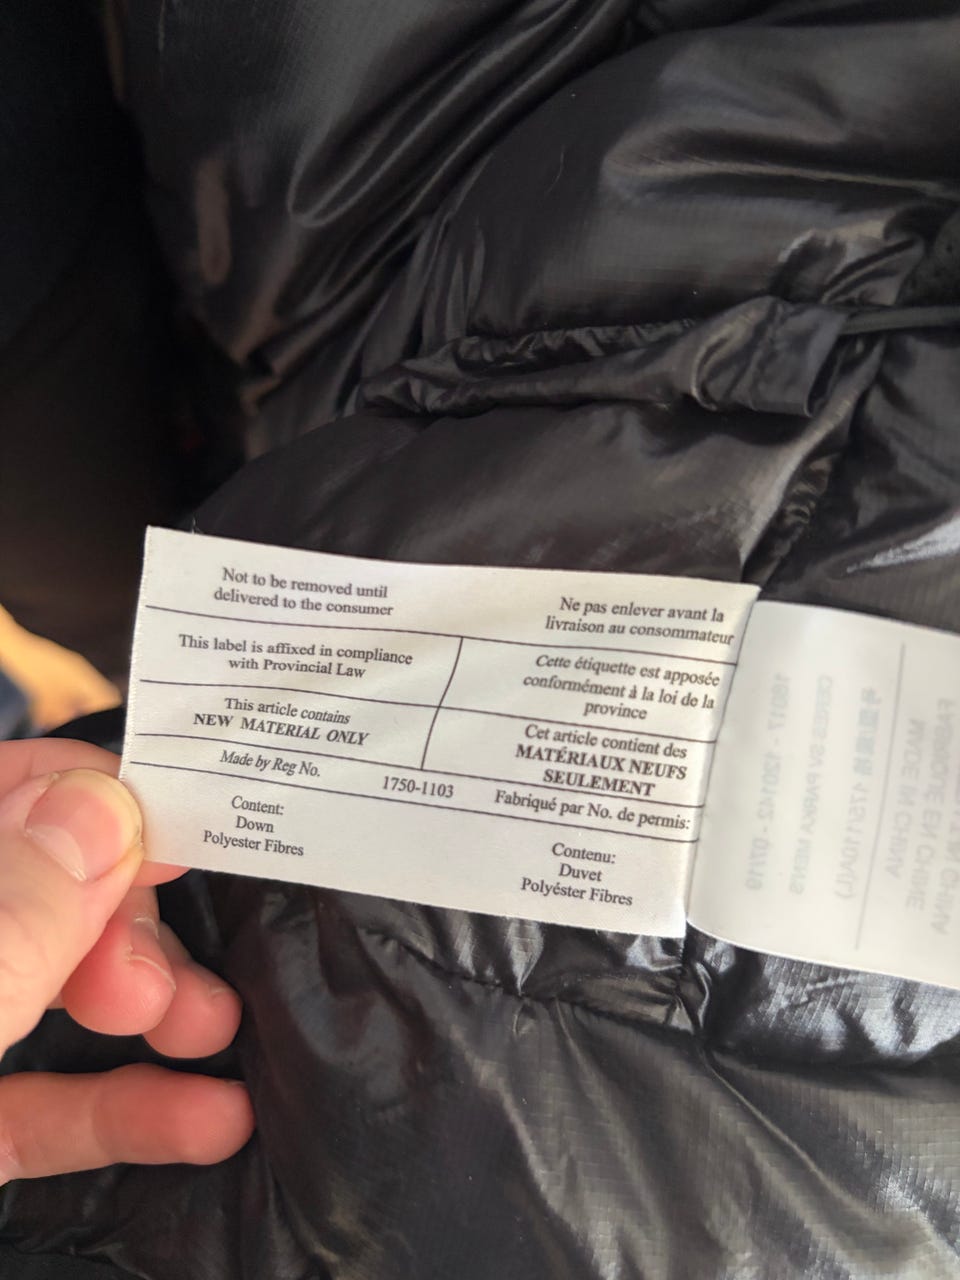 Not to be removed until
delivered to the consumer
Ne pas enlever avant la
livraison au consommateur
This label is affixed in compliance
with Provincial Law
Cette étiquette est apposée
conformément à la loi de la
province
This article contains
NEW MATERIAL ONLY
Cet article contient des
MATÉRIAUX NEUFS
SEULEMENT
Made by Reg No.
1750-1103
Fabriqué par No. de permis:
Content:
Down
Polyester Fibres
Contenu:
Duvet
Polyéster Fibres
MADE IN CHINA